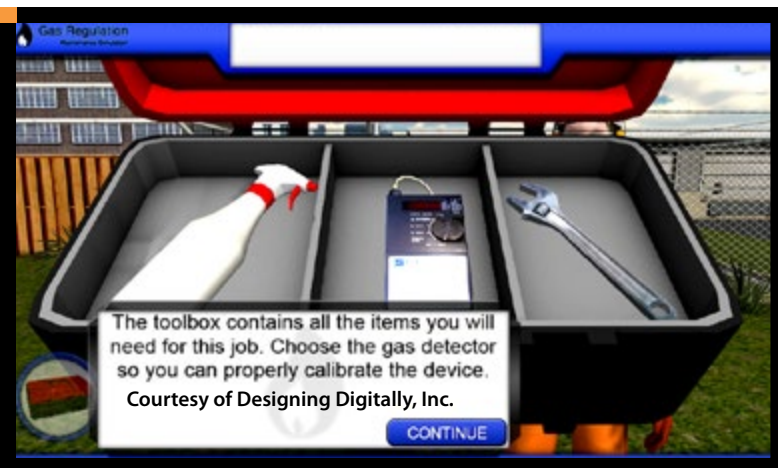 Gas Regulation
The toolbox contains all the items you will
need for this job. Choose the gas detector
so you can properly calibrate the device.
Courtesy of Designing Digitally, Inc.
CONTINUE